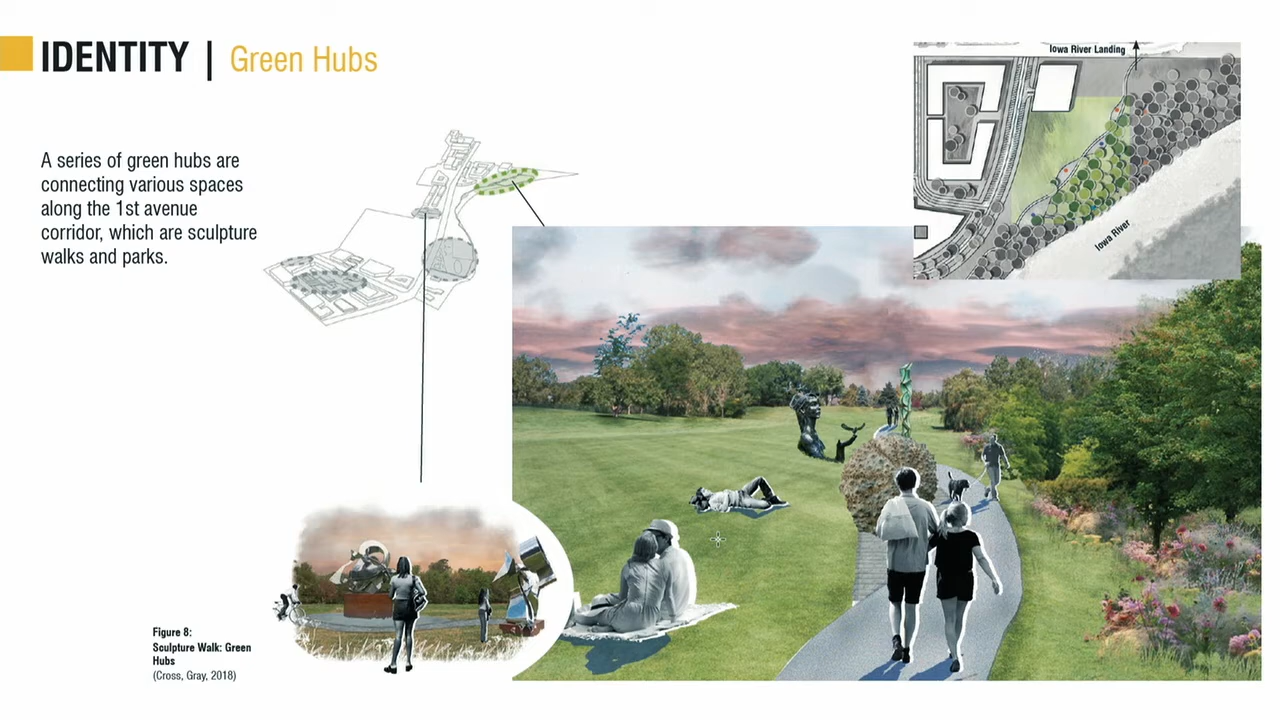 IDENTITY | Green Hubs
A series of green hubs are
connecting various spaces
along the 1st avenue
corridor, which are sculpture
walks and parks.
Iowa River Landing
Iowa River
Figure 8:
Sculpture Walk: Green
Hubs
(Cross, Gray, 2018)